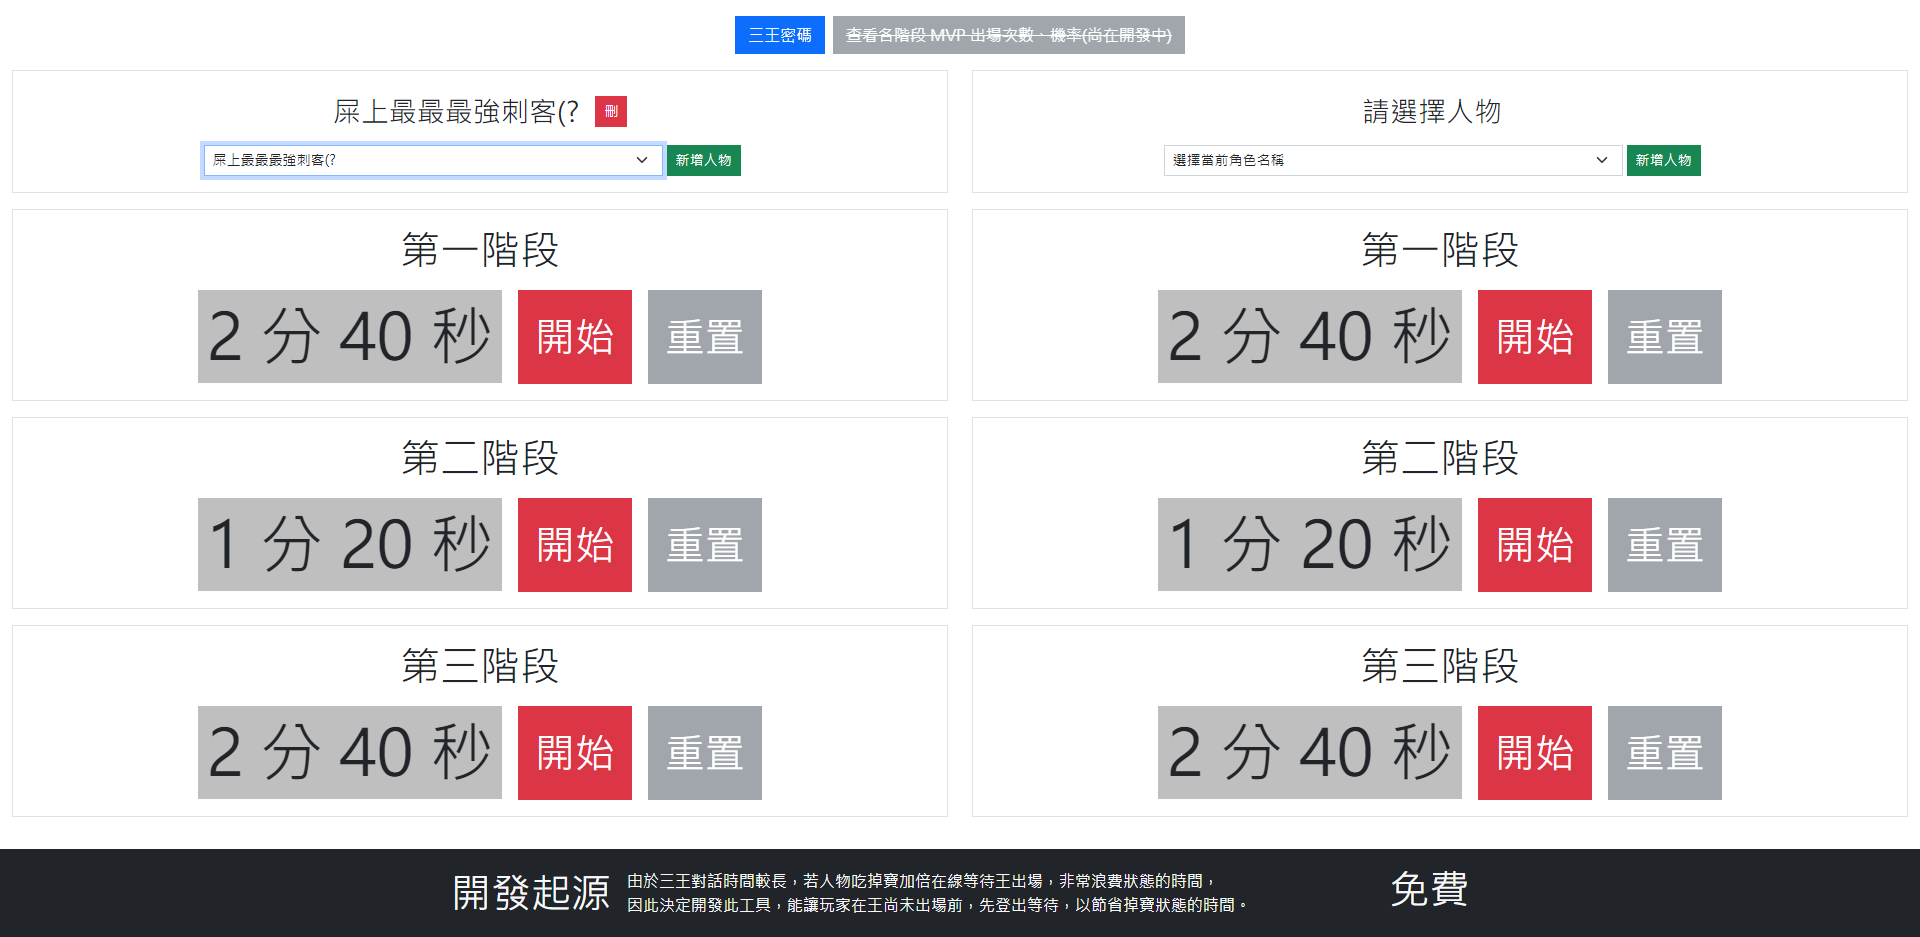 三王密碼
查看各階段 MVP 出場次數、機率(尚在開發中)
屎上最最最強刺客(?
刪
屎上最最最強刺客(?
新增人物
請選擇人物
選擇當前角色名稱
新增人物
第一階段
2 分 40 秒
開始
重置
第一階段
2 分 40 秒
開始
重置
第二階段
1 分 20 秒
開始
重置
第二階段
1 分 20 秒
開始
重置
第三階段
2 分 40 秒
開始
重置
第三階段
2 分 40 秒
開始
重置
開發起源
由於三王對話時間較長，若人物吃掉寶加倍在線等待王出場，非常浪費狀態的時間，
因此決定開發此工具，能讓玩家在王尚未出場前，先登出等待，以節省掉寶狀態的時間。
免費